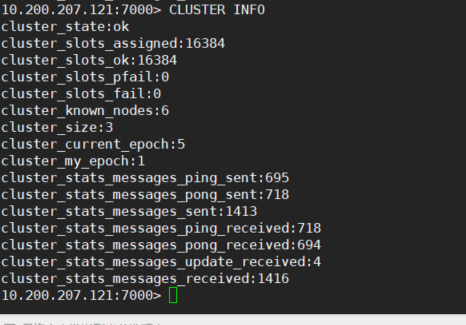 10.200.207.121:7000> CLUSTER INFO
cluster_state:ok
cluster_slots_assigned:16384
cluster_slots_ok:16384
cluster_slots_pfail:0
cluster_slots_fail:0
cluster_known_nodes:6
cluster_size:3
cluster_current_epoch:5
cluster_my_epoch:1
cluster_stats_messages_ping_sent:695
cluster_stats_messages_pong_sent:718
cluster_stats_messages_sent:1413
cluster_stats_messages_ping_received:718
cluster_stats_messages_pong_received:694
cluster_stats_messages_update_received:4
cluster_stats_messages_received:1416
10.200.207.121:7000>